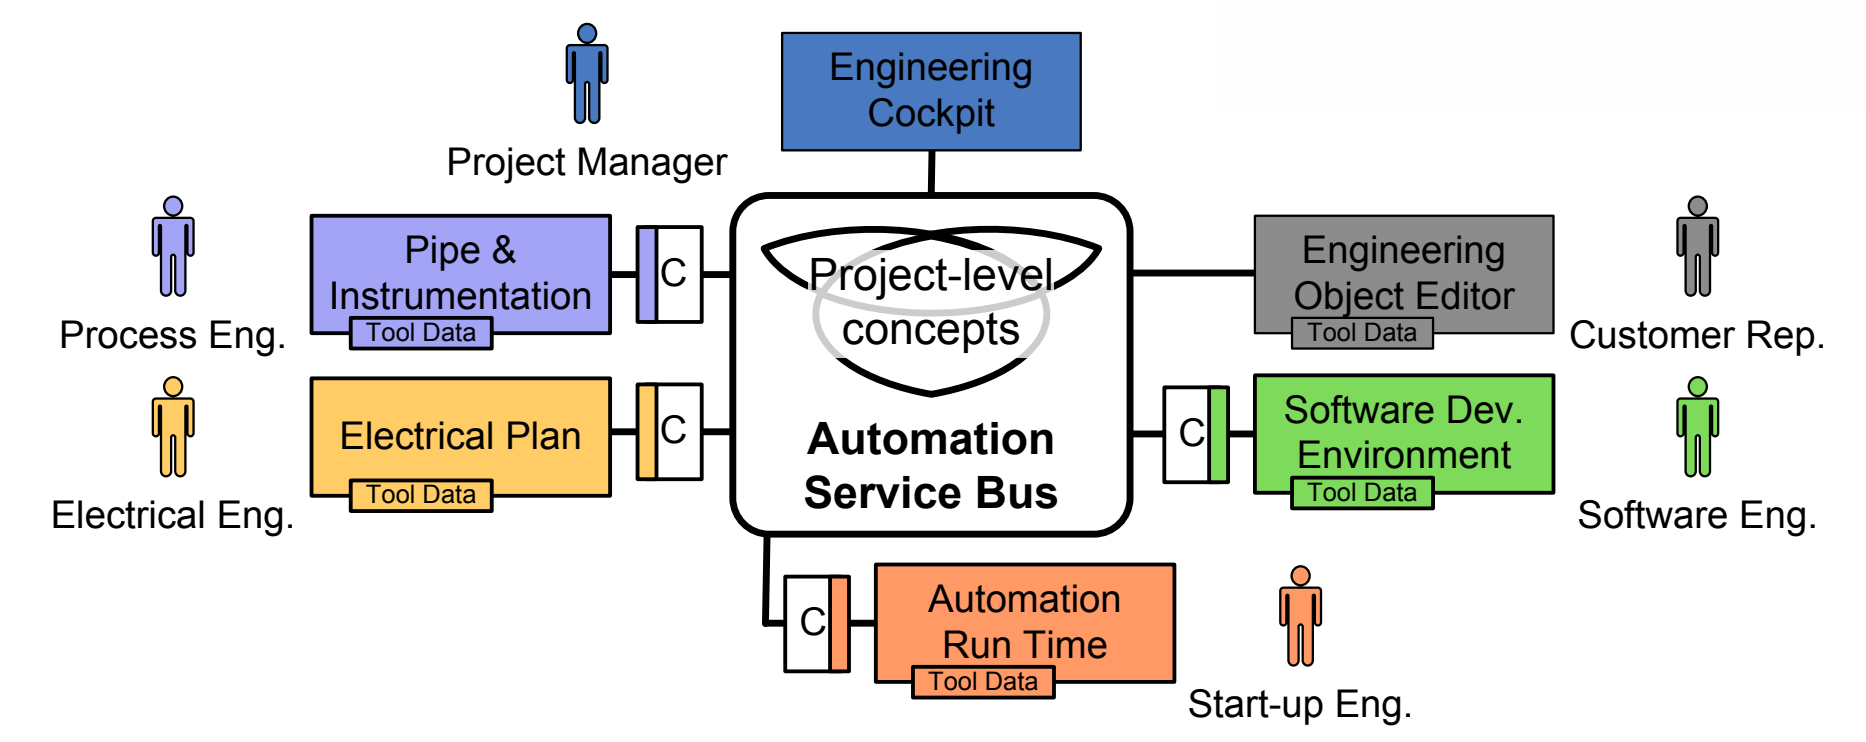 Engineering
Cockpit
Project Manager
Pipe &
Instrumentation
Tool Data
C
Process Eng.
Project-level
concepts
Engineering
Object Editor
Tool Data
Customer Rep.
Electrical Plan
Tool Data
C
Electrical Eng.
Automation
Service Bus
C
Software Dev.
Environment
Tool Data
Software Eng.
C
Automation
Run Time
Tool Data
Start-up Eng.